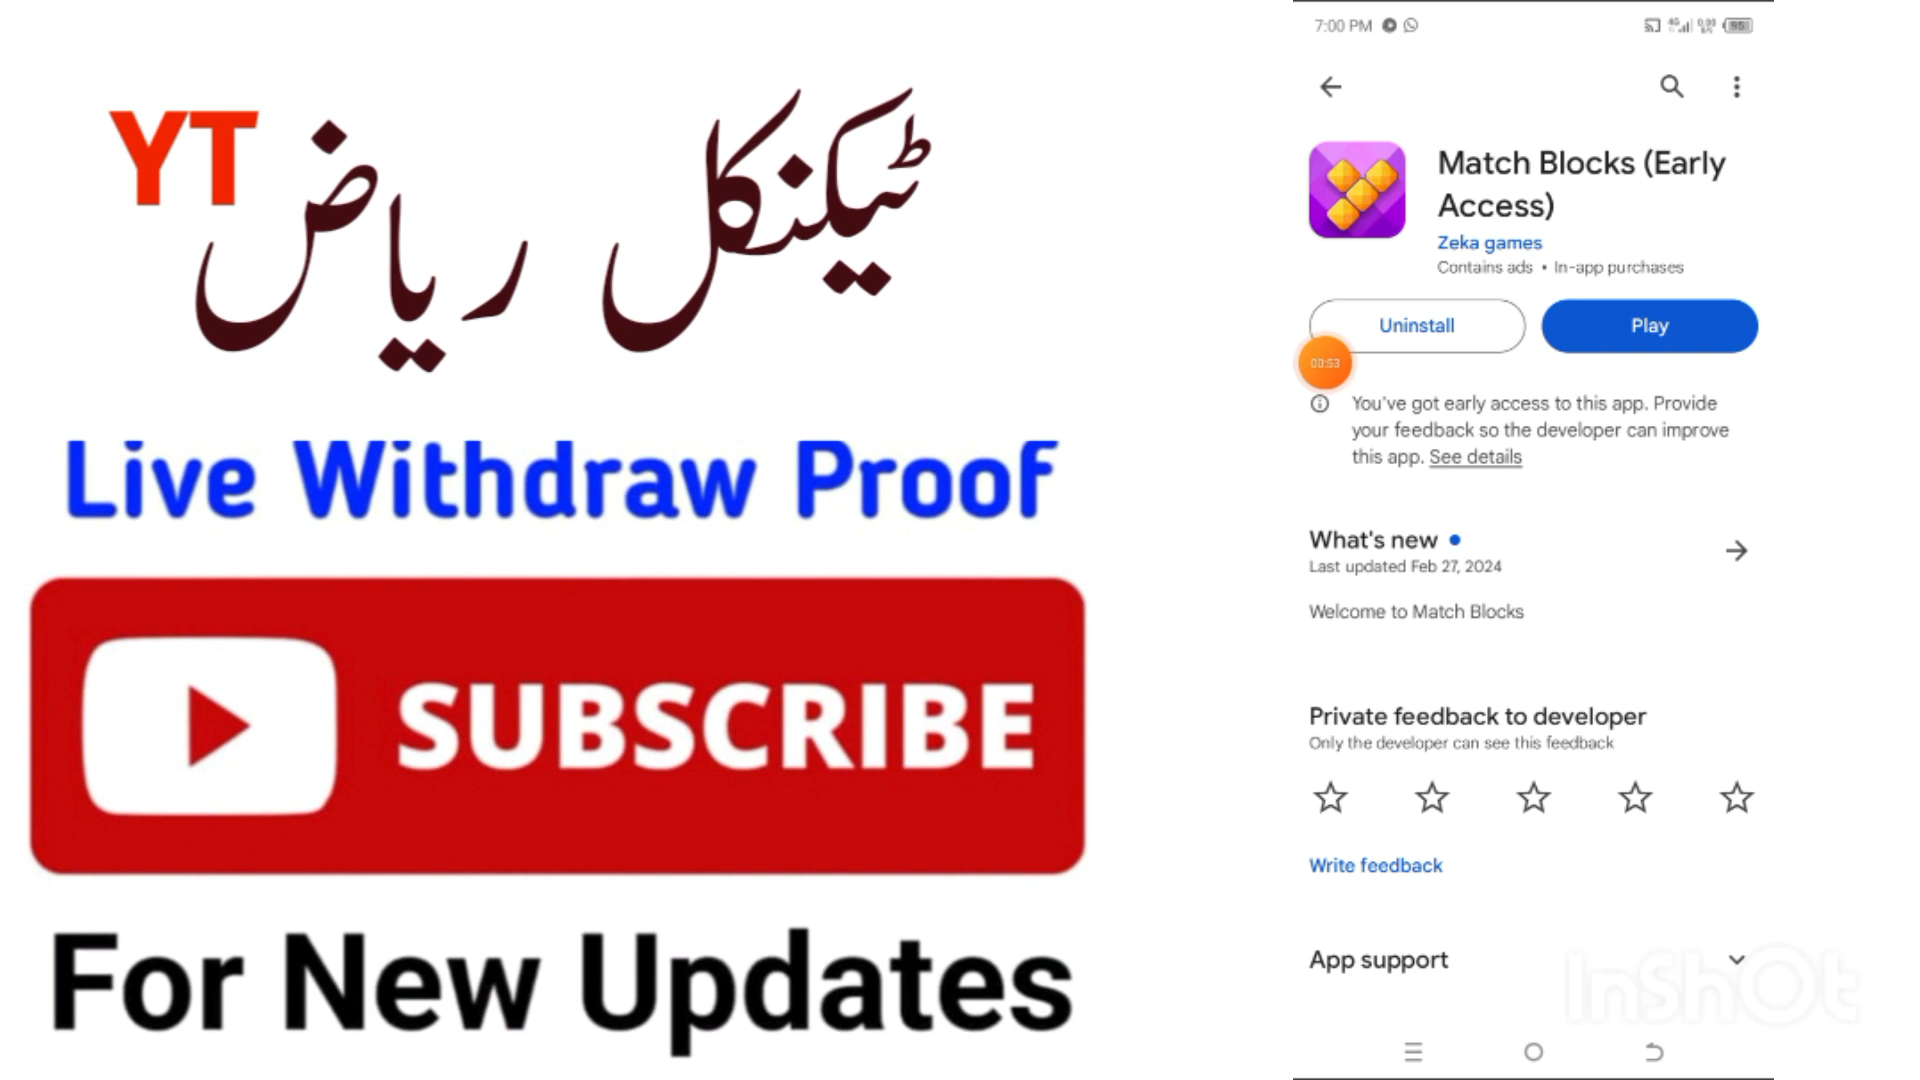 YT ٹیکنکل ریاض
Live Withdraw Proof
SUBSCRIBE
For New Updates
7:00 PM
Match Blocks (Early
Access)
Zeka games
Contains ads • In-app purchases
Uninstall
Play
00:53
You've got early access to this app. Provide
your feedback so the developer can improve
this app. See details
What's new
Last updated Feb 27, 2024
Welcome to Match Blocks
Private feedback to developer
Only the developer can see this feedback
Write feedback
App support
InShOt